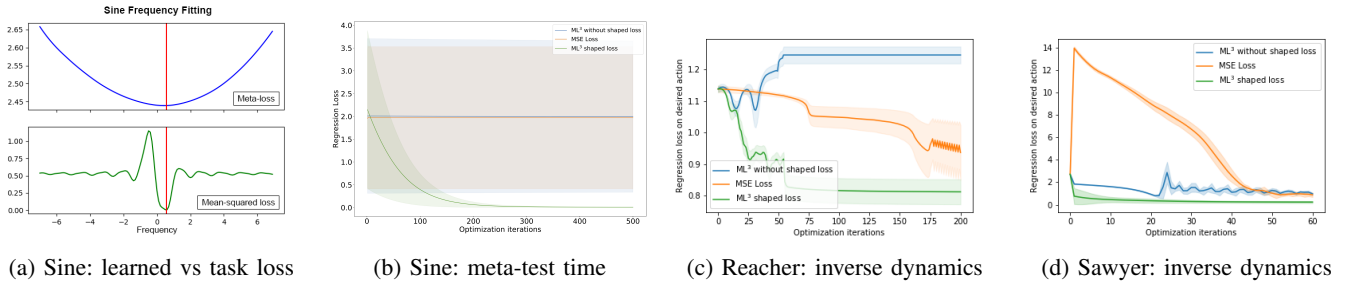 Sine Frequency Fitting
2.65
2.60
2.55
2.50
2.45
Meta-loss
1.00
0.75
0.50
0.25
0.00
Mean-squared loss
−6 −4 −2 0 2 4 6
Frequency
(a) Sine: learned vs task loss
4.0
3.5
3.0
2.5
2.0
1.5
1.0
0.5
0.0
Regression Loss
ML³ without shaped loss
MSE Loss
ML³ shaped loss
0 100 200 300 400 500
Optimization iterations
(b) Sine: meta-test time
1.2
1.1
1.0
0.9
0.8
Regression loss on desired action
ML³ without shaped loss
MSE Loss
ML³ shaped loss
0 25 50 75 100 125 150 175 200
Optimization iterations
(c) Reacher: inverse dynamics
14
12
10
8
6
4
2
0
Regression loss on desired action
ML³ without shaped loss
MSE Loss
ML³ shaped loss
0 10 20 30 40 50 60
Optimization iterations
(d) Sawyer: inverse dynamics